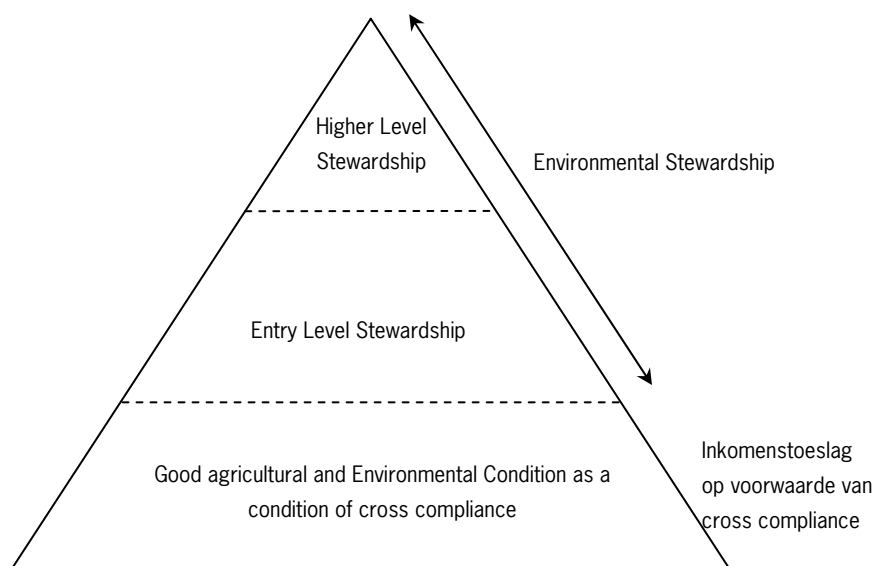 Higher Level
Stewardship
Environmental Stewardship
Entry Level Stewardship
Good agricultural and Environmental Condition as a
condition of cross compliance
Inkomenstoeslag
op voorwaarde van
cross compliance